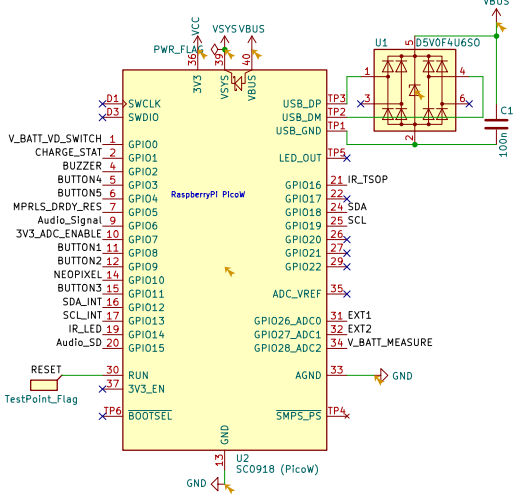 VBUS
VCC
VSYS VBUS
PWR_FLAG
36 39 40
3V3 VSYS VBUS
U1 D5V0F4U6SO
5
1 4
3 6
2
C1
100n
D1 SWCLK
D3 SWDIO
USB_DP TP3
USB_DM TP2
USB_GND TP1
LED_OUT TP5
V_BATT_VD_SWITCH 1 GPIO0
CHARGE_STAT 2 GPIO1
BUZZER 4 GPIO2
BUTTON4 5 GPIO3
BUTTON5 6 GPIO4
MPRLS_DRDY_RES 7 GPIO5
Audio_Signal 9 GPIO6
3V3_ADC_ENABLE 10 GPIO7
BUTTON1 11 GPIO8
BUTTON2 12 GPIO9
NEOPIXEL 14 GPIO10
BUTTON3 15 GPIO11
SDA_INT 16 GPIO12
SCL_INT 17 GPIO13
IR_LED 19 GPIO14
Audio_SD 20 GPIO15
RaspberryPi PicoW
GPIO16 21 IR_TSOP
GPIO17 22
GPIO18 24 SDA
GPIO19 25 SCL
GPIO20 26
GPIO21 27
GPIO22 29
ADC_VREF 35
GPIO26_ADC0 31 EXT1
GPIO27_ADC1 32 EXT2
GPIO28_ADC2 34 V_BATT_MEASURE
RESET 30 RUN
TestPoint_Flag
37 3V3_EN
AGND 33 GND
TP6 BOOTSEL
SMPS_PS TP4
GND
13
U2
SC0918 (PicoW)
GND